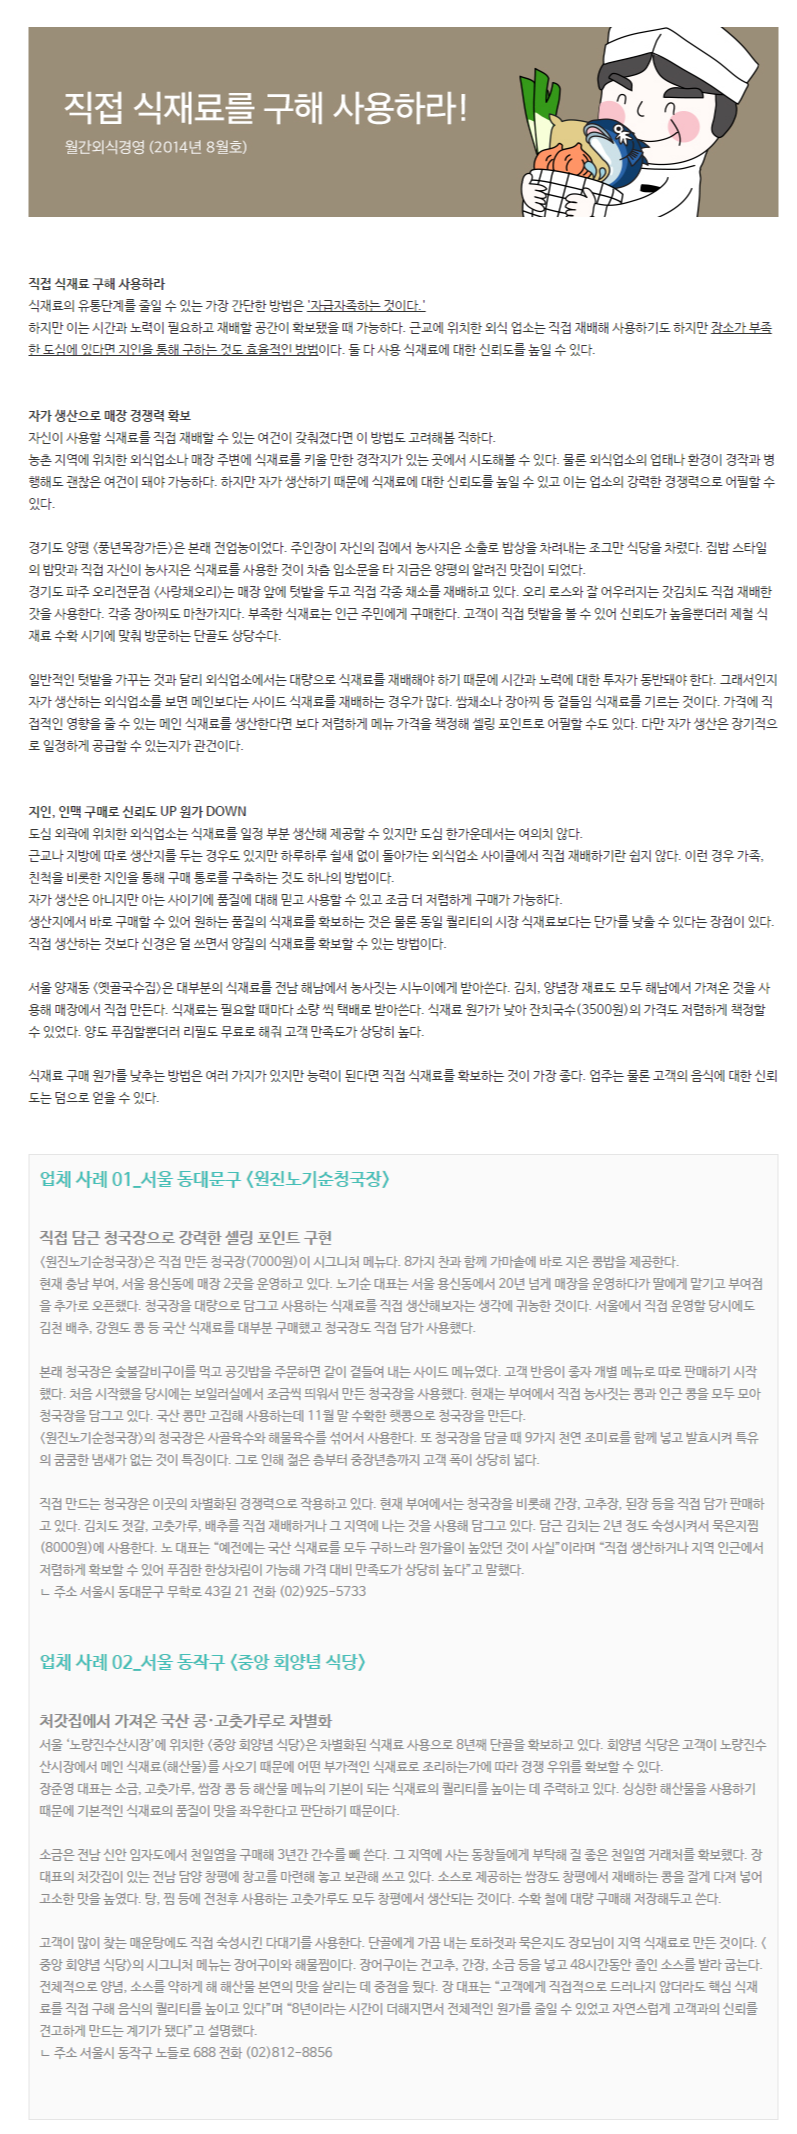 직접 식재료를 구해 사용하라!
월간외식경영 (2014년 8월호)
직접 식재료 구해 사용하라
식재료의 유통단계를 줄일 수 있는 가장 간단한 방법은 '자급자족하는 것이다.'
하지만 이는 시간과 노력이 필요하고 재배할 공간이 확보됐을 때 가능하다. 근교에 위치한 외식 업소는 직접 재배해 사용하기도 하지만 장소가 부족
한 도심에 있다면 지인을 통해 구하는 것도 효율적인 방법이다. 둘 다 사용 식재료에 대한 신뢰도를 높일 수 있다.
자가 생산으로 매장 경쟁력 확보
자신이 사용할 식재료를 직접 재배할 수 있는 여건이 갖춰졌다면 이 방법도 고려해봄 직하다.
농촌 지역에 위치한 외식업소나 매장 주변에 식재료를 키울 만한 경작지가 있는 곳에서 시도해볼 수 있다. 물론 외식업소의 업태나 환경이 경작과 병
행해도 괜찮은 여건이 돼야 가능하다. 하지만 자가 생산하기 때문에 식재료에 대한 신뢰도를 높일 수 있고 이는 업소의 강력한 경쟁력으로 어필할 수
있다.
경기도 양평 〈풍년목장가든〉은 본래 전업농이었다. 주인장이 자신의 집에서 농사지은 소출로 밥상을 차려내는 조그만 식당을 차렸다. 집밥 스타일
의 밥맛과 직접 자신이 농사지은 식재료를 사용한 것이 차츰 입소문을 타 지금은 양평의 알려진 맛집이 되었다.
경기도 파주 오리전문점 〈사랑채오리〉는 매장 앞에 텃밭을 두고 직접 각종 채소를 재배하고 있다. 오리 로스와 잘 어우러지는 갓김치도 직접 재배한
갓을 사용한다. 각종 장아찌도 마찬가지다. 부족한 식재료는 인근 주민에게 구매한다. 고객이 직접 텃밭을 볼 수 있어 신뢰도가 높을뿐더러 제철 식
재료 수확 시기에 맞춰 방문하는 단골도 상당수다.
일반적인 텃밭을 가꾸는 것과 달리 외식업소에서는 대량으로 식재료를 재배해야 하기 때문에 시간과 노력에 대한 투자가 동반돼야 한다. 그래서인지
자가 생산하는 외식업소를 보면 메인보다는 사이드 식재료를 재배하는 경우가 많다. 쌈채소나 장아찌 등 곁들임 식재료를 기르는 것이다. 가격에 직
접적인 영향을 줄 수 있는 메인 식재료를 생산한다면 보다 저렴하게 메뉴 가격을 책정해 셀링 포인트로 어필할 수도 있다. 다만 자가 생산은 장기적으
로 일정하게 공급할 수 있는지가 관건이다.
지인, 인맥 구매로 신뢰도 UP 원가 DOWN
도심 외곽에 위치한 외식업소는 식재료를 일정 부분 생산해 제공할 수 있지만 도심 한가운데서는 여의치 않다.
근교나 지방에 따로 생산지를 두는 경우도 있지만 하루하루 쉴새 없이 돌아가는 외식업소 사이클에서 직접 재배하기란 쉽지 않다. 이런 경우 가족,
친척을 비롯한 지인을 통해 구매 통로를 구축하는 것도 하나의 방법이다.
자가 생산은 아니지만 아는 사이기에 품질에 대해 믿고 사용할 수 있고 조금 더 저렴하게 구매가 가능하다.
생산지에서 바로 구매할 수 있어 원하는 품질의 식재료를 확보하는 것은 물론 동일 퀄리티의 시장 식재료보다는 단가를 낮출 수 있다는 장점이 있다.
직접 생산하는 것보다 신경은 덜 쓰면서 양질의 식재료를 확보할 수 있는 방법이다.
서울 양재동 〈옛골국수집〉은 대부분의 식재료를 전남 해남에서 농사짓는 시누이에게 받아쓴다. 김치, 양념장 재료도 모두 해남에서 가져온 것을 사
용해 매장에서 직접 만든다. 식재료는 필요할 때마다 소량 씩 택배로 받아쓴다. 식재료 원가가 낮아 잔치국수(3500원)의 가격도 저렴하게 책정할
수 있었다. 양도 푸짐할뿐더러 리필도 무료로 해줘 고객 만족도가 상당히 높다.
식재료 구매 원가를 낮추는 방법은 여러 가지가 있지만 능력이 된다면 직접 식재료를 확보하는 것이 가장 좋다. 업주는 물론 고객의 음식에 대한 신뢰
도는 덤으로 얻을 수 있다.
업체 사례 01_서울 동대문구 〈원진노기순청국장〉
직접 담근 청국장으로 강력한 셀링 포인트 구현
〈원진노기순청국장〉은 직접 만든 청국장(7000원)이 시그니처 메뉴다. 8가지 찬과 함께 가마솥에 바로 지은 콩밥을 제공한다.
현재 충남 부여, 서울 용신동에 매장 2곳을 운영하고 있다. 노기순 대표는 서울 용신동에서 20년 넘게 매장을 운영하다가 딸에게 맡기고 부여점
을 추가로 오픈했다. 청국장을 대량으로 담그고 사용하는 식재료를 직접 생산해보자는 생각에 귀농한 것이다. 서울에서 직접 운영할 당시에도
김천 배추, 강원도 콩 등 국산 식재료를 대부분 구매했고 청국장도 직접 담가 사용했다.
본래 청국장은 숯불갈비구이를 먹고 공깃밥을 주문하면 같이 곁들여 내는 사이드 메뉴였다. 고객 반응이 좋자 개별 메뉴로 따로 판매하기 시작
했다. 처음 시작했을 당시에는 보일러실에서 조금씩 띄워서 만든 청국장을 사용했다. 현재는 부여에서 직접 농사짓는 콩과 인근 콩을 모두 모아
청국장을 담그고 있다. 국산 콩만 고집해 사용하는데 11월 말 수확한 햇콩으로 청국장을 만든다.
〈원진노기순청국장〉의 청국장은 사골육수와 해물육수를 섞어서 사용한다. 또 청국장을 담글 때 9가지 천연 조미료를 함께 넣고 발효시켜 특유
의 쿰쿰한 냄새가 없는 것이 특징이다. 그로 인해 젊은 층부터 중장년층까지 고객 폭이 상당히 넓다.
직접 만드는 청국장은 이곳의 차별화된 경쟁력으로 작용하고 있다. 현재 부여에서는 청국장을 비롯해 간장, 고추장, 된장 등을 직접 담가 판매하
고 있다. 김치도 젓갈, 고춧가루, 배추를 직접 재배하거나 그 지역에 나는 것을 사용해 담그고 있다. 담근 김치는 2년 정도 숙성시켜서 묵은지찜
(8000원)에 사용한다. 노 대표는 “예전에는 국산 식재료를 모두 구하느라 원가율이 높았던 것이 사실”이라며 “직접 생산하거나 지역 인근에서
저렴하게 확보할 수 있어 푸짐한 한상차림이 가능해 가격 대비 만족도가 상당히 높다”고 말했다.
ㄴ 주소 서울시 동대문구 무학로 43길 21 전화 (02)925-5733
업체 사례 02_서울 동작구 〈중앙 회양념 식당〉
처갓집에서 가져온 국산 콩·고춧가루로 차별화
서울 ‘노량진수산시장’에 위치한 〈중앙 회양념 식당〉은 차별화된 식재료 사용으로 8년째 단골을 확보하고 있다. 회양념 식당은 고객이 노량진수
산시장에서 메인 식재료(해산물)를 사오기 때문에 어떤 부가적인 식재료로 조리하는가에 따라 경쟁 우위를 확보할 수 있다.
장준영 대표는 소금, 고춧가루, 쌈장 콩 등 해산물 메뉴의 기본이 되는 식재료의 퀄리티를 높이는 데 주력하고 있다. 싱싱한 해산물을 사용하기
때문에 기본적인 식재료의 품질이 맛을 좌우한다고 판단하기 때문이다.
소금은 전남 신안 임자도에서 천일염을 구매해 3년간 간수를 빼 쓴다. 그 지역에 사는 동창들에게 부탁해 질 좋은 천일염 거래처를 확보했다. 장
대표의 처갓집이 있는 전남 담양 창평에 창고를 마련해 놓고 보관해 쓰고 있다. 소스로 제공하는 쌈장도 창평에서 재배하는 콩을 잘게 다져 넣어
고소한 맛을 높였다. 탕, 찜 등에 전천후 사용하는 고춧가루도 모두 창평에서 생산되는 것이다. 수확 철에 대량 구매해 저장해두고 쓴다.
고객이 많이 찾는 매운탕에도 직접 숙성시킨 다대기를 사용한다. 단골에게 가끔 내는 토하젓과 묵은지도 장모님이 지역 식재료로 만든 것이다. 〈
중앙 회양념 식당〉의 시그니처 메뉴는 장어구이와 해물찜이다. 장어구이는 건고추, 간장, 소금 등을 넣고 48시간동안 졸인 소스를 발라 굽는다.
전체적으로 양념, 소스를 약하게 해 해산물 본연의 맛을 살리는 데 중점을 뒀다. 장 대표는 “고객에게 직접적으로 드러나지 않더라도 핵심 식재
료를 직접 구해 음식의 퀄리티를 높이고 있다”며 “8년이라는 시간이 더해지면서 전체적인 원가를 줄일 수 있었고 자연스럽게 고객과의 신뢰를
견고하게 만드는 계기가 됐다”고 설명했다.
ㄴ 주소 서울시 동작구 노들로 688 전화 (02)812-8856